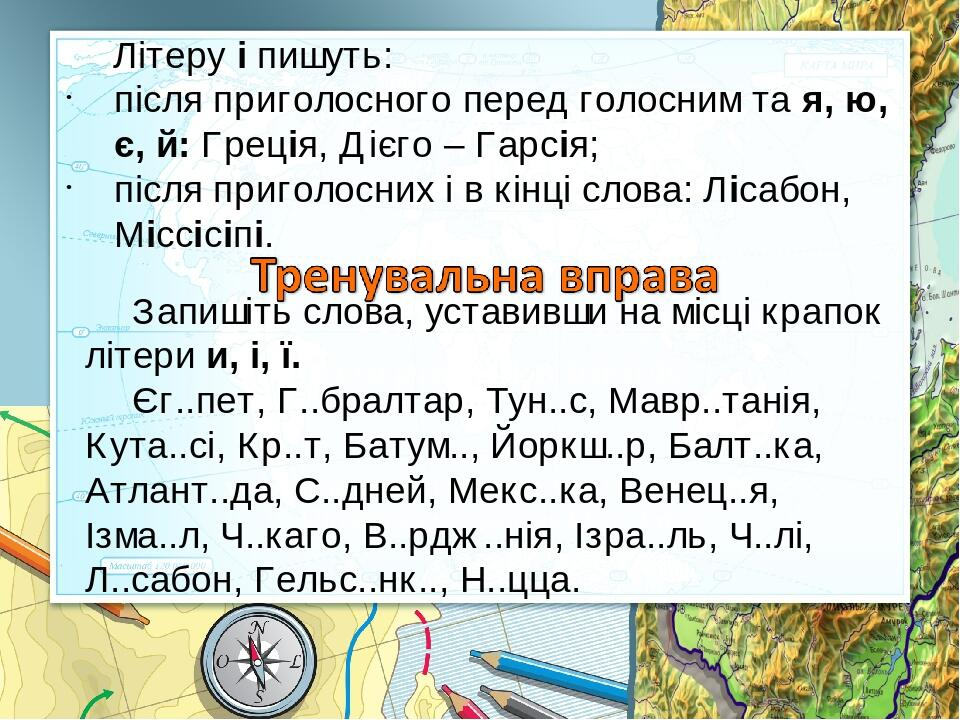 Літеру і пишуть:
· після приголосного перед голосним та я, ю,
є, й: Греція, Дієго – Гарсія;
· після приголосних і в кінці слова: Лісабон,
Міссісіпі.
Тренувальна вправа
Запишіть слова, уставивши на місці крапок
літери и, і, ї.
Єг..пет, Г..бралтар, Тун..с, Мавр..танія,
Кута..сі, Кр..т, Батум.., Йоркш..р, Балт..ка,
Атлант..да, С..дней, Мекс..ка, Венец..я,
Ізма..л, Ч..каго, В..рдж ..нія, Ізра..ль, Ч..лі,
Л..сабон, Гельс..нк.., Н..цца.
КАРТА МИРА
N
O L
S